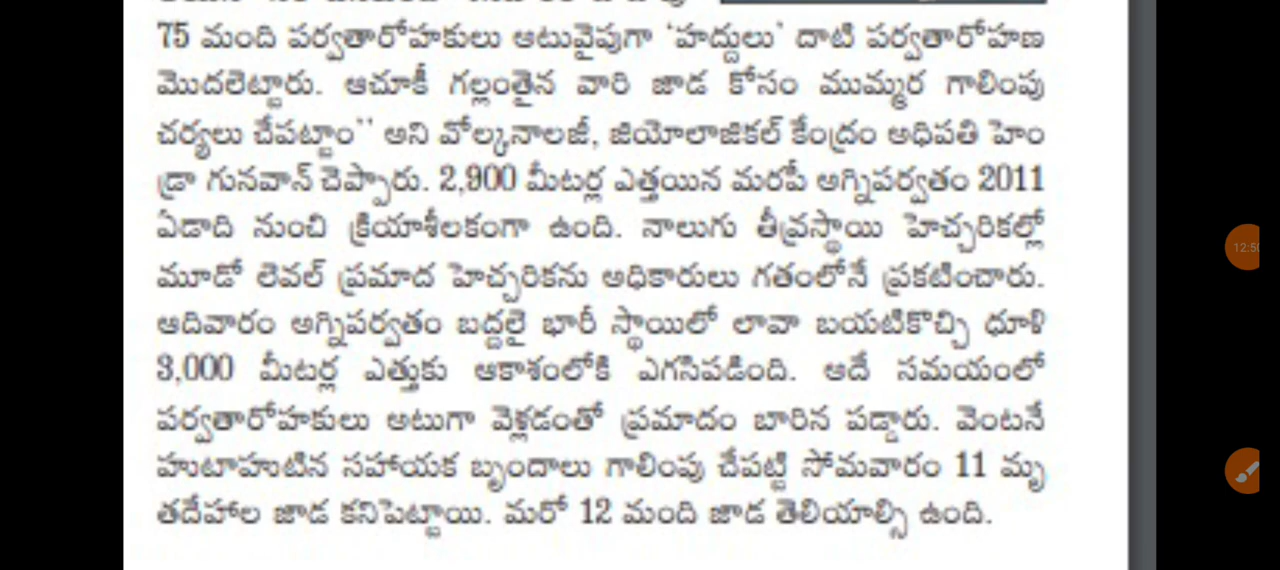 75 మంది పర్వతారోహకులు ఆటువైపుగా ‘హద్దులు’ దాటి పర్వతారోహణ
మొదలెట్టారు. ఆచూకీ గల్లంతైన వారి జాడ కోసం ముమ్మర గాలింపు
చర్యలు చేపట్టాం’’ అని వోల్కనాలజీ, జియోలాజికల్ కేంద్రం అధిపతి హెం
డ్రా గునవాన్ చెప్పారు. 2,900 మీటర్ల ఎత్తయిన మరపీ అగ్నిపర్వతం 2011
ఏడాది నుంచి క్రియాశీలకంగా ఉంది. నాలుగు తీవ్రస్థాయి హెచ్చరికల్లో
మూడో లెవల్ ప్రమాద హెచ్చరికను అధికారులు గతంలోనే ప్రకటించారు.
ఆదివారం అగ్నిపర్వతం బద్దలై భారీ స్థాయిలో లావా బయటికొచ్చి ధూళి
3,000 మీటర్ల ఎత్తుకు ఆకాశంలోకి ఎగసిపడింది. ఆదే సమయంలో
పర్వతారోహకులు అటుగా వెళ్లడంతో ప్రమాదం బారిన పడ్డారు. వెంటనే
హుటాహుటిన సహాయక బృందాలు గాలింపు చేపట్టి సోమవారం 11 మృ
తదేహాల జాడ కనిపెట్టాయి. మరో 12 మంది జాడ తెలియాల్సి ఉంది.
12:50